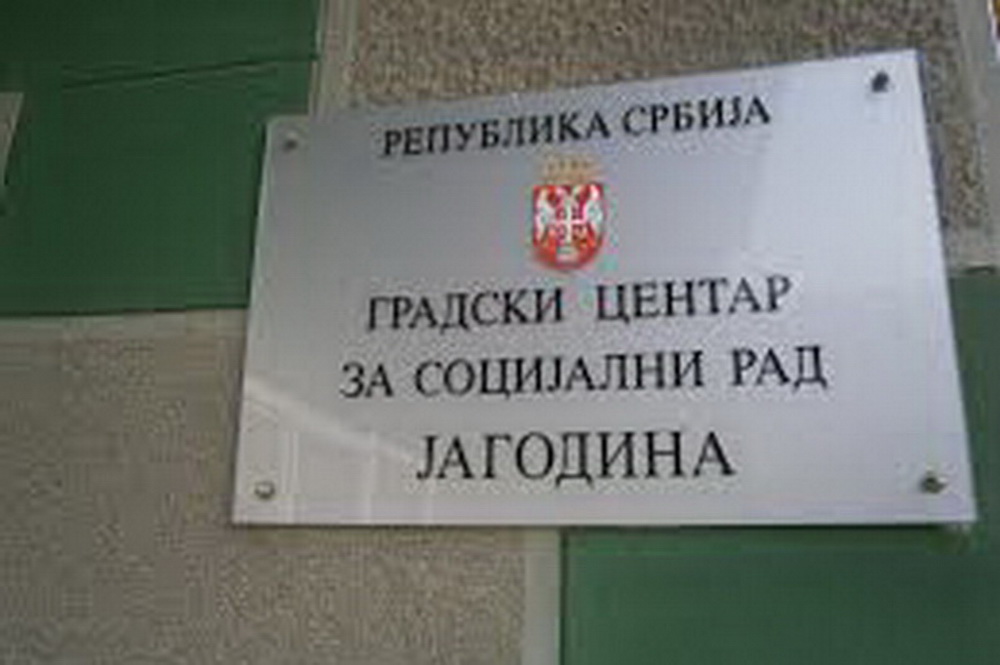 РЕПУБЛИКА СРБИЈА
ГРАДСКИ ЦЕНТАР
ЗА СОЦИЈАЛНИ РАД
ЈАГОДИНА